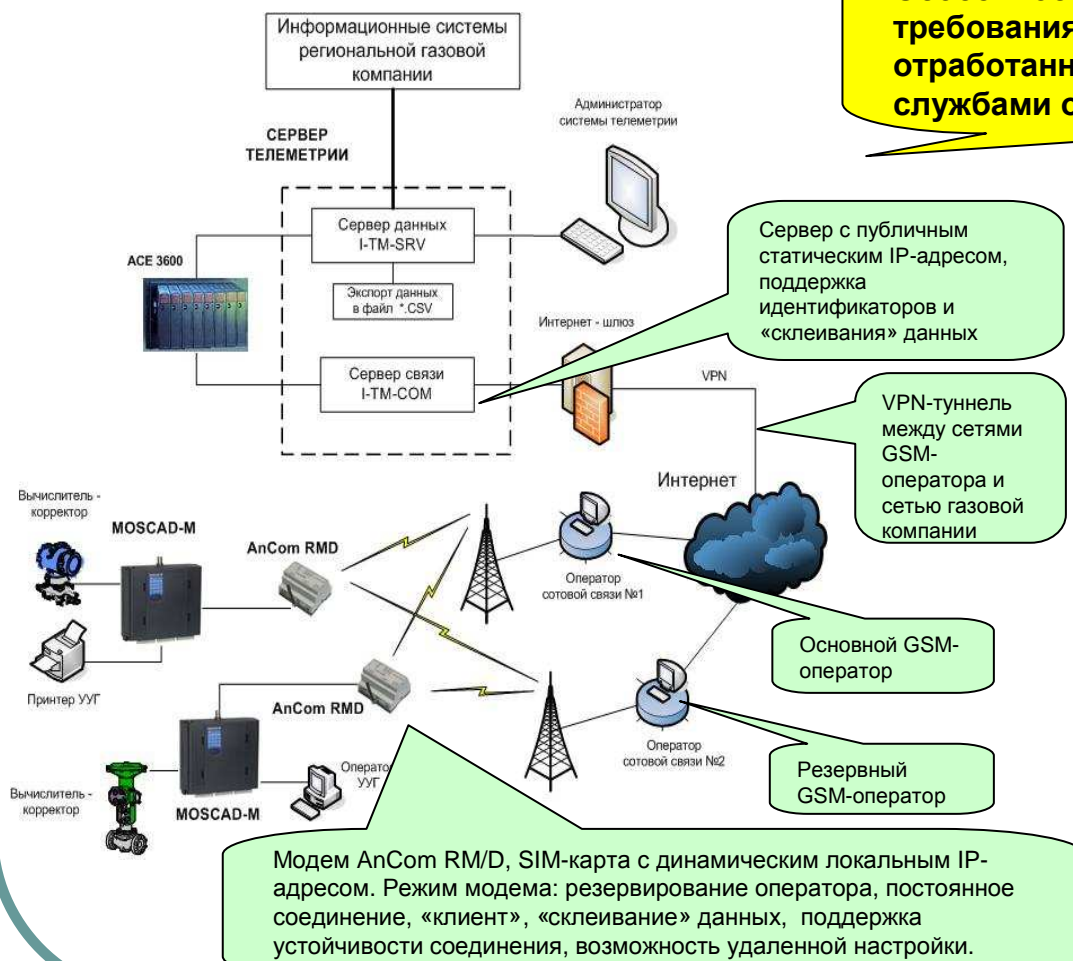 требования
службами
Информационные системы
региональной газовой
компании
Администратор
системы телеметрии
СЕРВЕР
ТЕЛЕМЕТРИИ
Сервер данных
I-TM-SRV
ACE 3600
Экспорт данных
в файл *.CSV
Интернет - шлюз
Сервер связи
I-TM-COM
VPN
Сервер с публичным
статическим IP-адресом,
поддержка
идентификаторов и
«склеивания» данных
VPN-туннель
между сетями
GSM-
оператора и
сетью газовой
компании
Интернет
Вычислитель -
корректор
MOSCAD-M
AnCom RMD
Оператор
сотовой связи №1
Основной GSM-
оператор
Принтер УУГ
AnCom RMD
Оператор
сотовой связи №2
Резервный
GSM-оператор
Оператор
УУГ
Вычислитель -
корректор
MOSCAD-M
Модем AnCom RM/D, SIM-карта с динамическим локальным IP-
адресом. Режим модема: резервирование оператора, постоянное
соединение, «клиент», «склеивание» данных, поддержка
устойчивости соединения, возможность удаленной настройки.